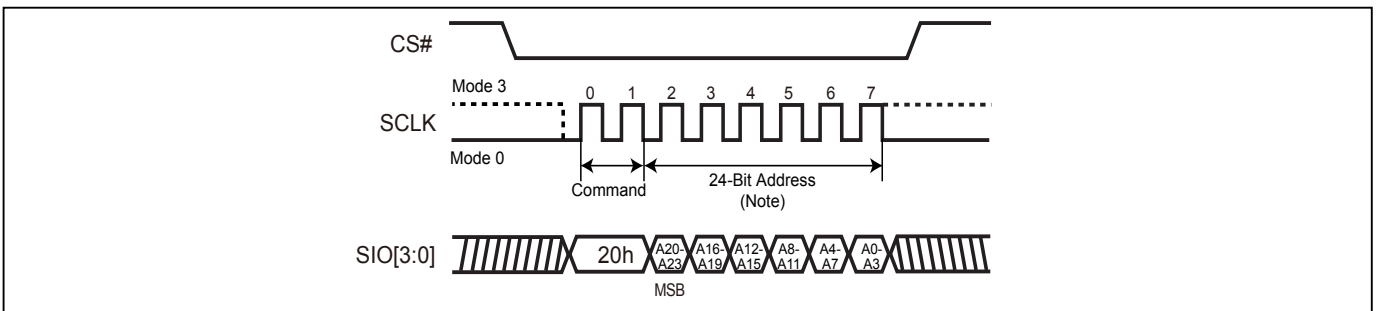 CS#
Mode 3
0 1 2 3 4 5 6 7
SCLK
Mode 0
Command
24-Bit Address
(Note)
SIO[3:0]
20h
A20-
A23
A16-
A19
A12-
A15
A8-
A11
A4-
A7
A0-
A3
MSB